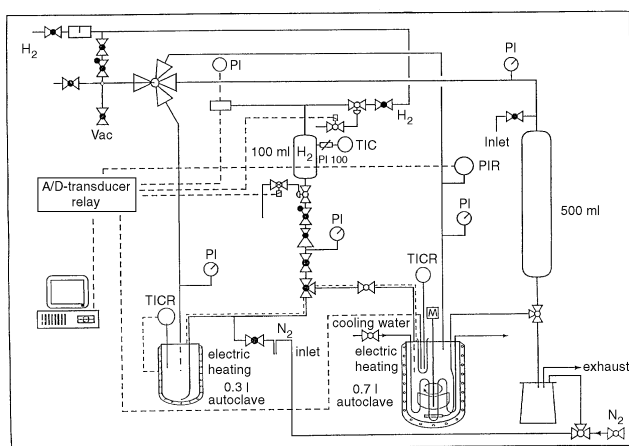 H2
PI
PI
Vac
H2
Inlet
100 ml
H2
TIC
PI 100
PIR
A/D-transducer
relay
500 ml
PI
PI
PI
TICR
TICR
M
N2
inlet
cooling water
electric
heating
electric
heating
0.3 l
autoclave
0.7 l
autoclave
exhaust
N2